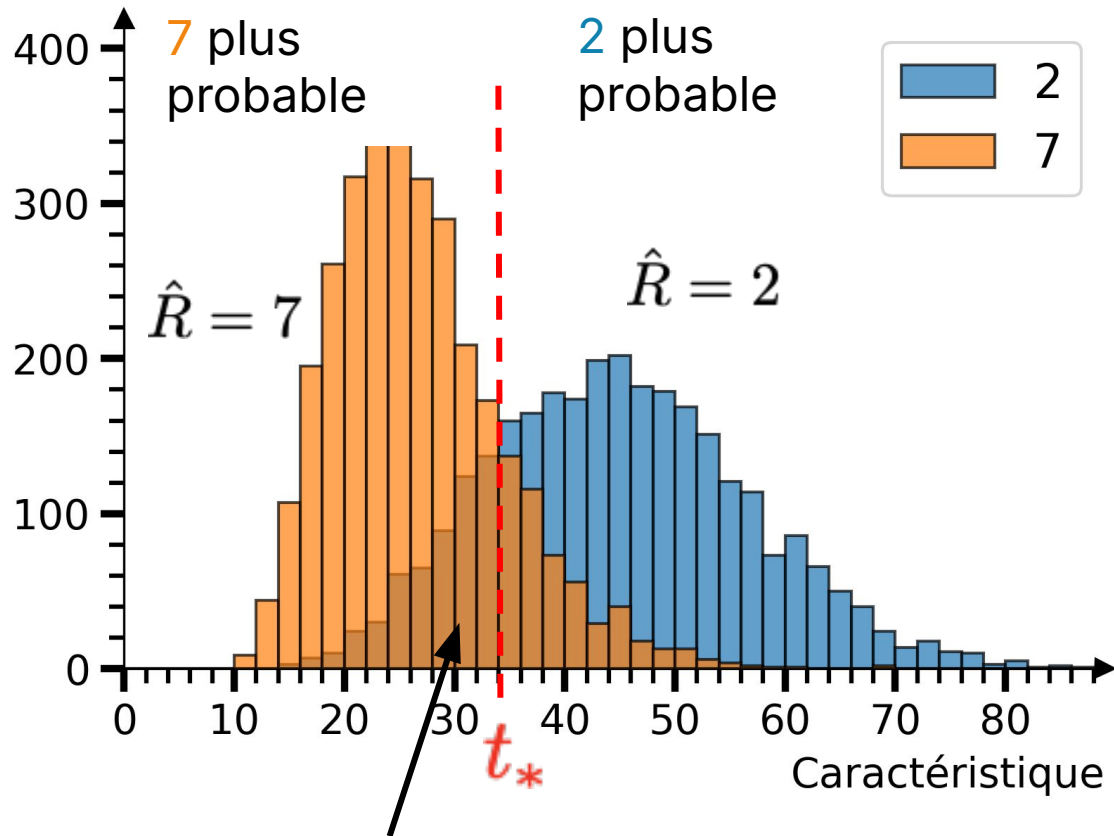 7 plus
probable
2 plus
probable
2
7
400
300
200
100
0
R̂ = 7
R̂ = 2
0 10 20 30 40 50 60 70 80
t*
Caractéristique